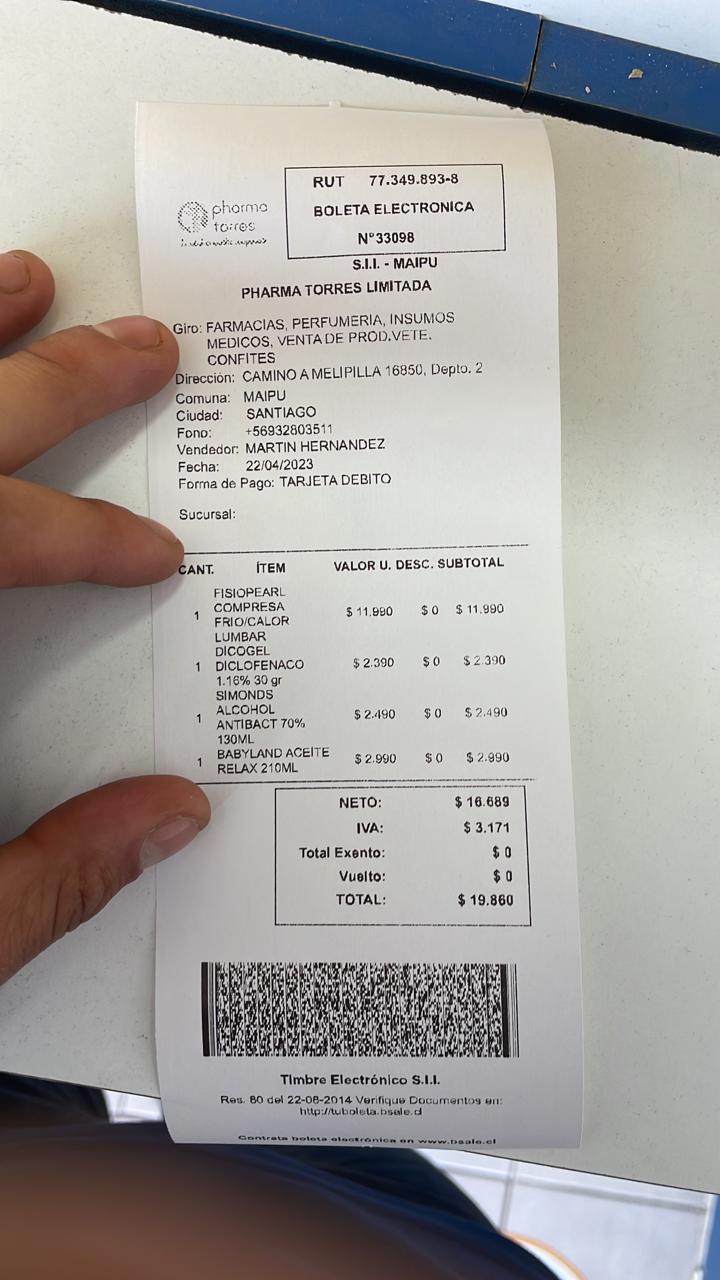 pharma
torres
RUT 77.349.893-8
BOLETA ELECTRONICA
N°33098
S.I.I. - MAIPU
PHARMA TORRES LIMITADA
Giro: FARMACIAS, PERFUMERIA, INSUMOS
MEDICOS, VENTA DE PROD.VETE.
CONFITES
Dirección: CAMINO A MELIPILLA 16850, Depto. 2
Comuna: MAIPU
Ciudad: SANTIAGO
Fono: +56932803511
Vendedor: MARTIN HERNANDEZ
Fecha: 22/04/2023
Forma de Pago: TARJETA DEBITO
Sucursal:
CANT. ÍTEM VALOR U. DESC. SUBTOTAL
FISIOPEARL
COMPRESA
1 FRIO/CALOR $ 11.990 $ 0 $ 11.990
LUMBAR
DICOGEL
1 DICLOFENACO $ 2.390 $ 0 $ 2.390
1.16% 30 gr
SIMONDS
ALCOHOL
1 ANTIBACT 70% $ 2.490 $ 0 $ 2.490
130ML
1 BABYLAND ACEITE $ 2.990 $ 0 $ 2.990
RELAX 210ML
NETO: $ 16.689
IVA: $ 3.171
Total Exento: $ 0
Vuelto: $ 0
TOTAL: $ 19.860
Timbre Electrónico S.I.I.
Res. 80 del 22-08-2014 Verifique Documentos en:
http://tuboleta.bsale.cl
Contrata boleta electrónica en www.bsale.cl